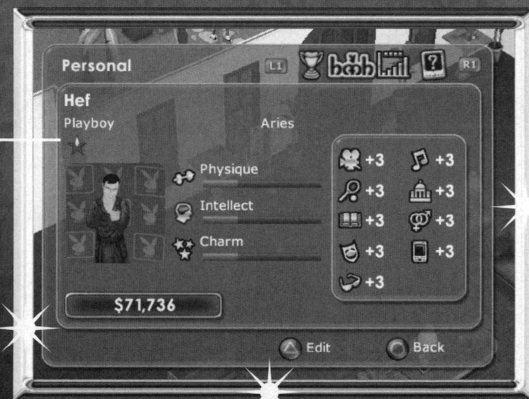 Personal
L1
R1
Hef
Playboy
Aries
Physique
Intellect
Charm
+3 +3
+3 +3
+3 +3
+3 +3
+3
$71,736
Edit
Back